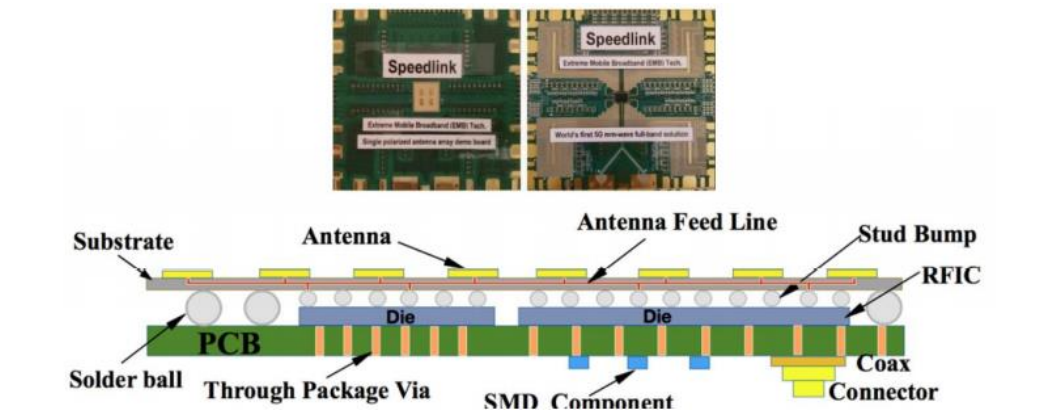 Speedlink
Extreme Mobile Broadband (EMB) Tech.
Single polarized antenna array demo board
Speedlink
Extreme Mobile Broadband (EMB) Tech.
World's first 5G mm-wave full-band solution
Substrate
Antenna
Antenna Feed Line
Stud Bump
RFIC
Die
Die
PCB
Solder ball
Through Package Via
SMD Component
Coax
Connector